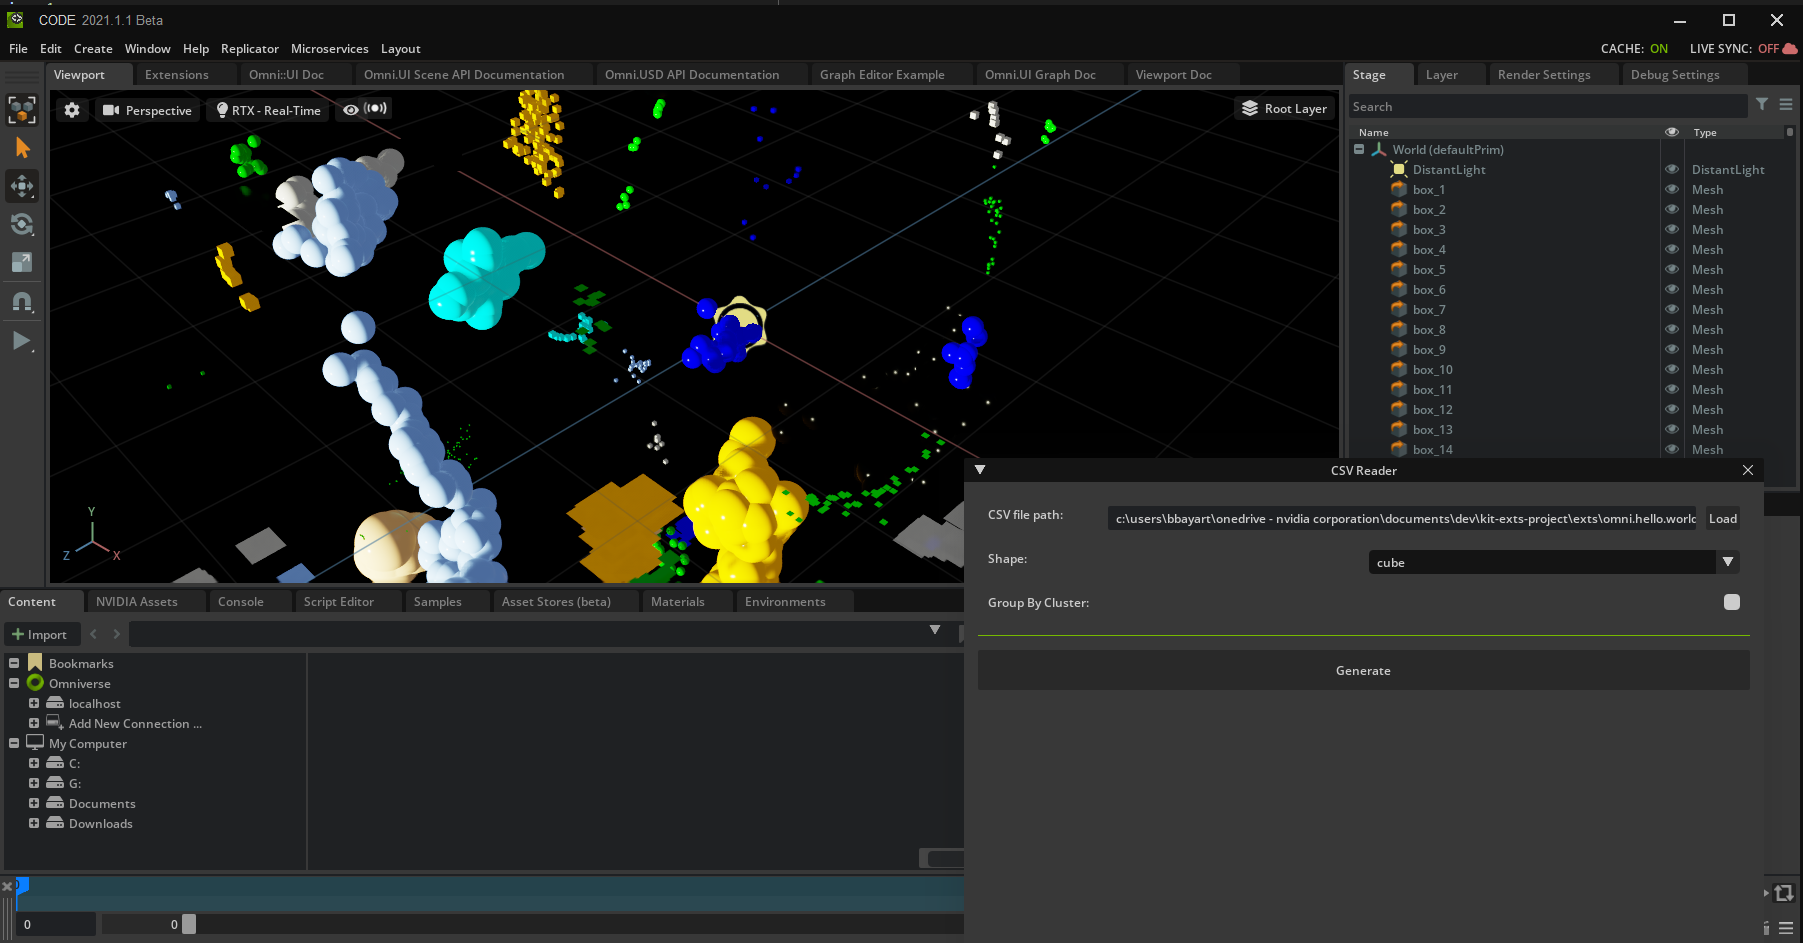 CODE 2021.1.1 Beta
File Edit Create Window Help Replicator Microservices Layout
CACHE: ON LIVE SYNC: OFF
Viewport Extensions Omni::UI Doc Omni.UI Scene API Documentation Omni.USD API Documentation Graph Editor Example Omni.UI Graph Doc Viewport Doc
Perspective RTX - Real-Time Root Layer
Y
Z X
Stage Layer Render Settings Debug Settings
Search
Name Type
World (defaultPrim)
DistantLight DistantLight
box_1 Mesh
box_2 Mesh
box_3 Mesh
box_4 Mesh
box_5 Mesh
box_6 Mesh
box_7 Mesh
box_8 Mesh
box_9 Mesh
box_10 Mesh
box_11 Mesh
box_12 Mesh
box_13 Mesh
box_14 Mesh
CSV Reader
CSV file path: c:\users\bbayart\onedrive - nvidia corporation\documents\dev\kit-exts-project\exts\omni.hello.world Load
Shape: cube
Group By Cluster:
Generate
Content NVIDIA Assets Console Script Editor Samples Asset Stores (beta) Materials Environments
+ Import
Bookmarks
Omniverse
localhost
Add New Connection ...
My Computer
C:
G:
Documents
Downloads
0 0